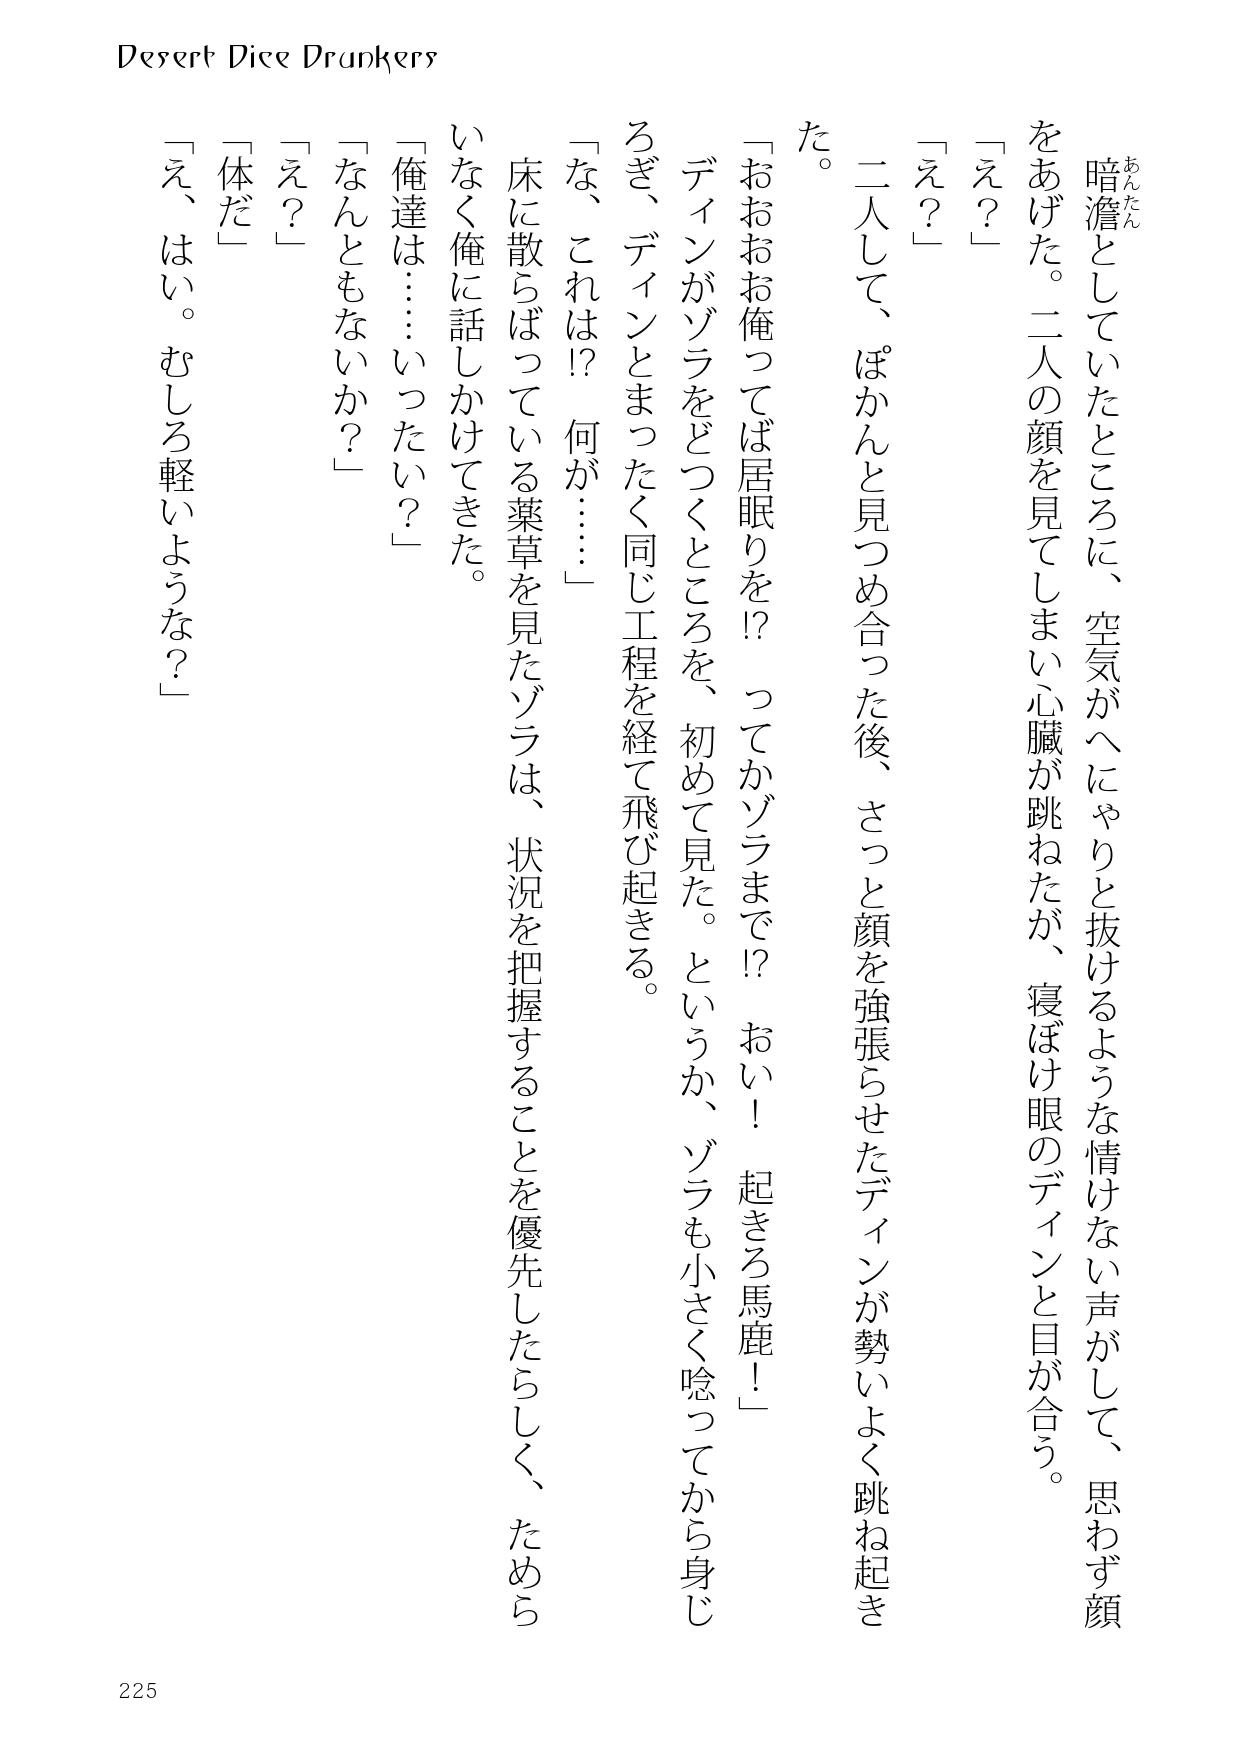 Desert Dice Drunkers
暗澹としていたところに、空気がへにゃりと抜けるような情けない声がして、思わず顔
あんたん
をあげた。二人の顔を見てしまい心臓が跳ねたが、寝ぼけ眼のディンと目が合う。
「え？」
「え？」
二人して、ぽかんと見つめ合った後、さっと顔を強張らせたディンが勢いよく跳ね起き
た。
「おおおお俺ってば居眠りを!?　ってかゾラまで!?　おい！　起きろ馬鹿！」
ディンがゾラをどつくところを、初めて見た。というか、ゾラも小さく唸ってから身じ
ろぎ、ディンとまったく同じ工程を経て飛び起きる。
「な、これは!?　何が……」
床に散らばっている薬草を見たゾラは、状況を把握することを優先したらしく、ためら
いなく俺に話しかけてきた。
「俺達は……いったい？」
「なんともないか？」
「え？」
「体だ」
「え、はい。むしろ軽いような？」
225